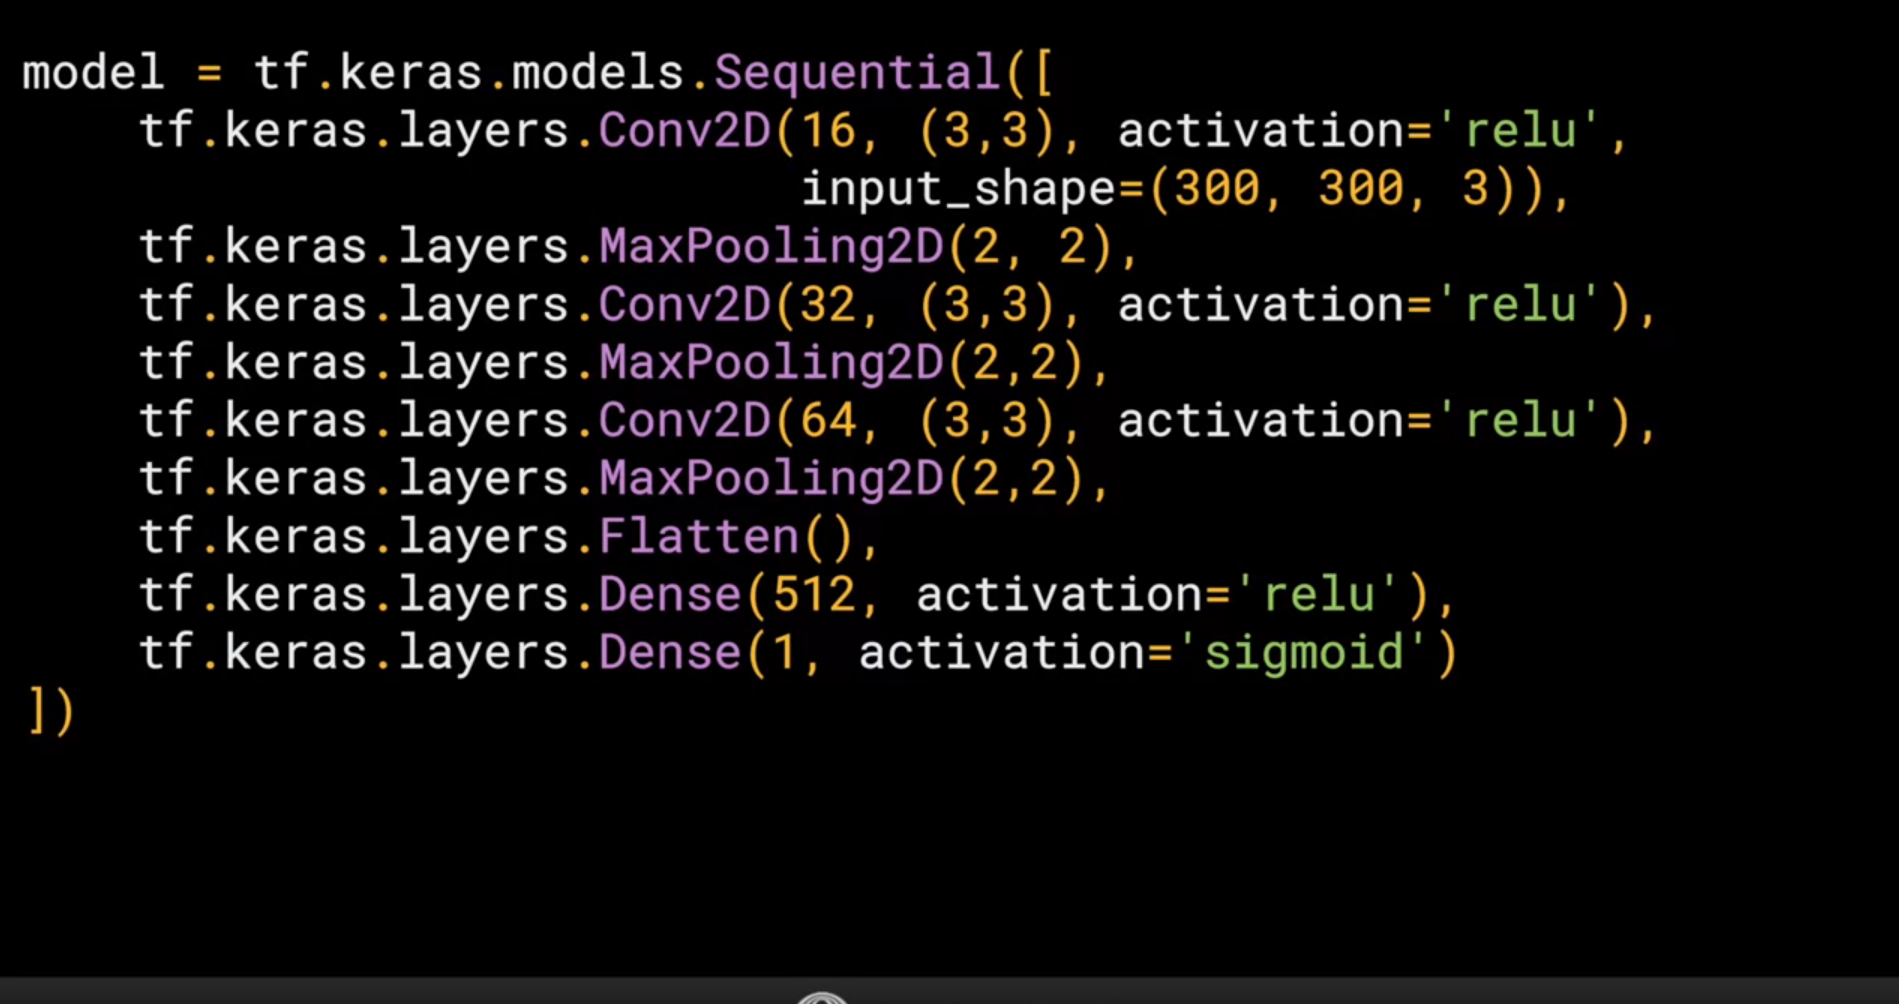 model = tf.keras.models.Sequential([
    tf.keras.layers.Conv2D(16, (3,3), activation='relu',
                           input_shape=(300, 300, 3)),
    tf.keras.layers.MaxPooling2D(2, 2),
    tf.keras.layers.Conv2D(32, (3,3), activation='relu'),
    tf.keras.layers.MaxPooling2D(2,2),
    tf.keras.layers.Conv2D(64, (3,3), activation='relu'),
    tf.keras.layers.MaxPooling2D(2,2),
    tf.keras.layers.Flatten(),
    tf.keras.layers.Dense(512, activation='relu'),
    tf.keras.layers.Dense(1, activation='sigmoid')
])